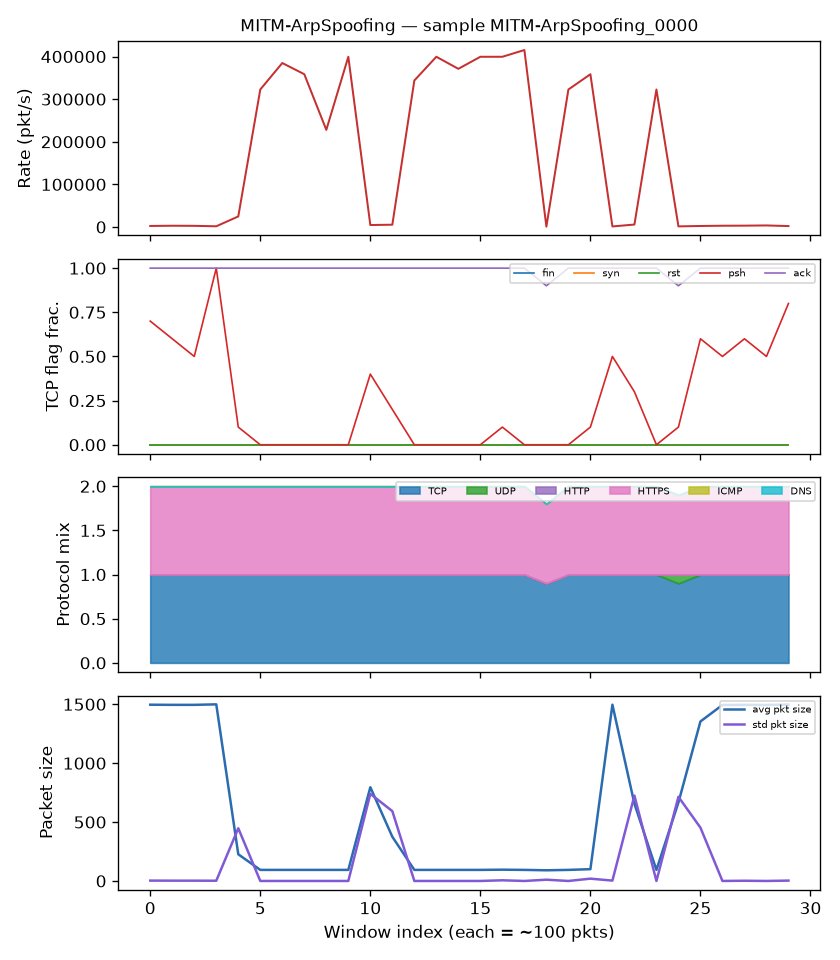 MITM-ArpSpoofing — sample MITM-ArpSpoofing_0000
400000
300000
200000
100000
0
Rate (pkt/s)
1.00
0.75
0.50
0.25
0.00
TCP flag frac.
fin
syn
rst
psh
ack
2.0
1.5
1.0
0.5
0.0
Protocol mix
TCP
UDP
HTTP
HTTPS
ICMP
DNS
1500
1000
500
0
Packet size
avg pkt size
std pkt size
0
5
10
15
20
25
30
Window index (each = ~100 pkts)